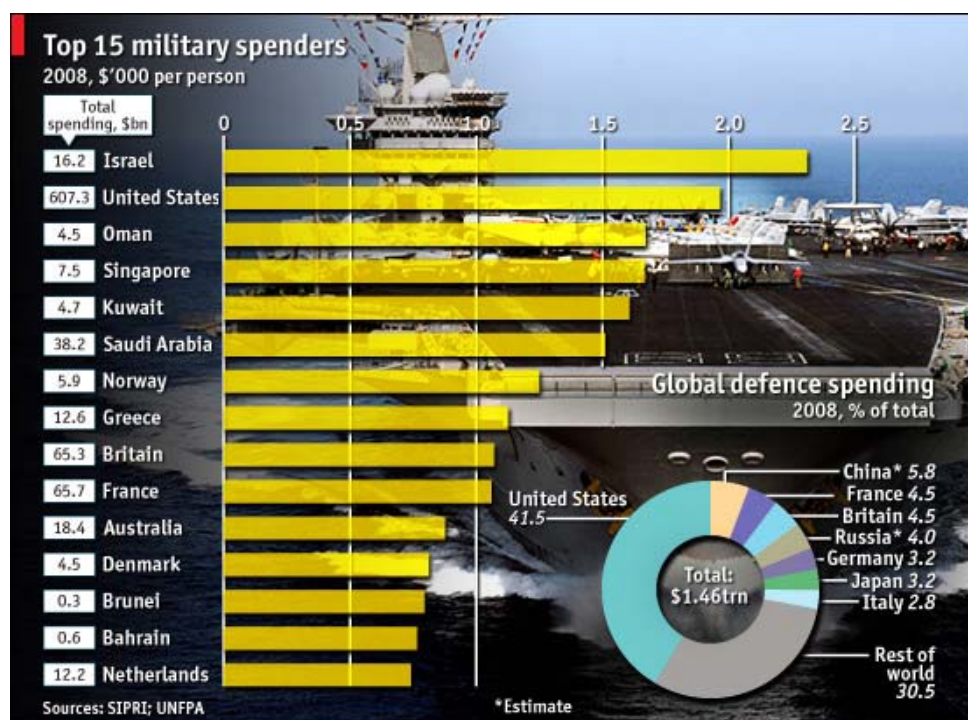 Top 15 military spenders
2008, $'000 per person
Total
spending, $bn
0 0.5 1.0 1.5 2.0 2.5
16.2 Israel
607.3 United States
4.5 Oman
7.5 Singapore
4.7 Kuwait
38.2 Saudi Arabia
5.9 Norway
12.6 Greece
65.3 Britain
65.7 France
18.4 Australia
4.5 Denmark
0.3 Brunei
0.6 Bahrain
12.2 Netherlands
Global defence spending
2008, % of total
China* 5.8
France 4.5
Britain 4.5
Russia* 4.0
Germany 3.2
Japan 3.2
Italy 2.8
Rest of
world
30.5
United States
41.5
Total:
$1.46trn
Sources: SIPRI; UNFPA
*Estimate